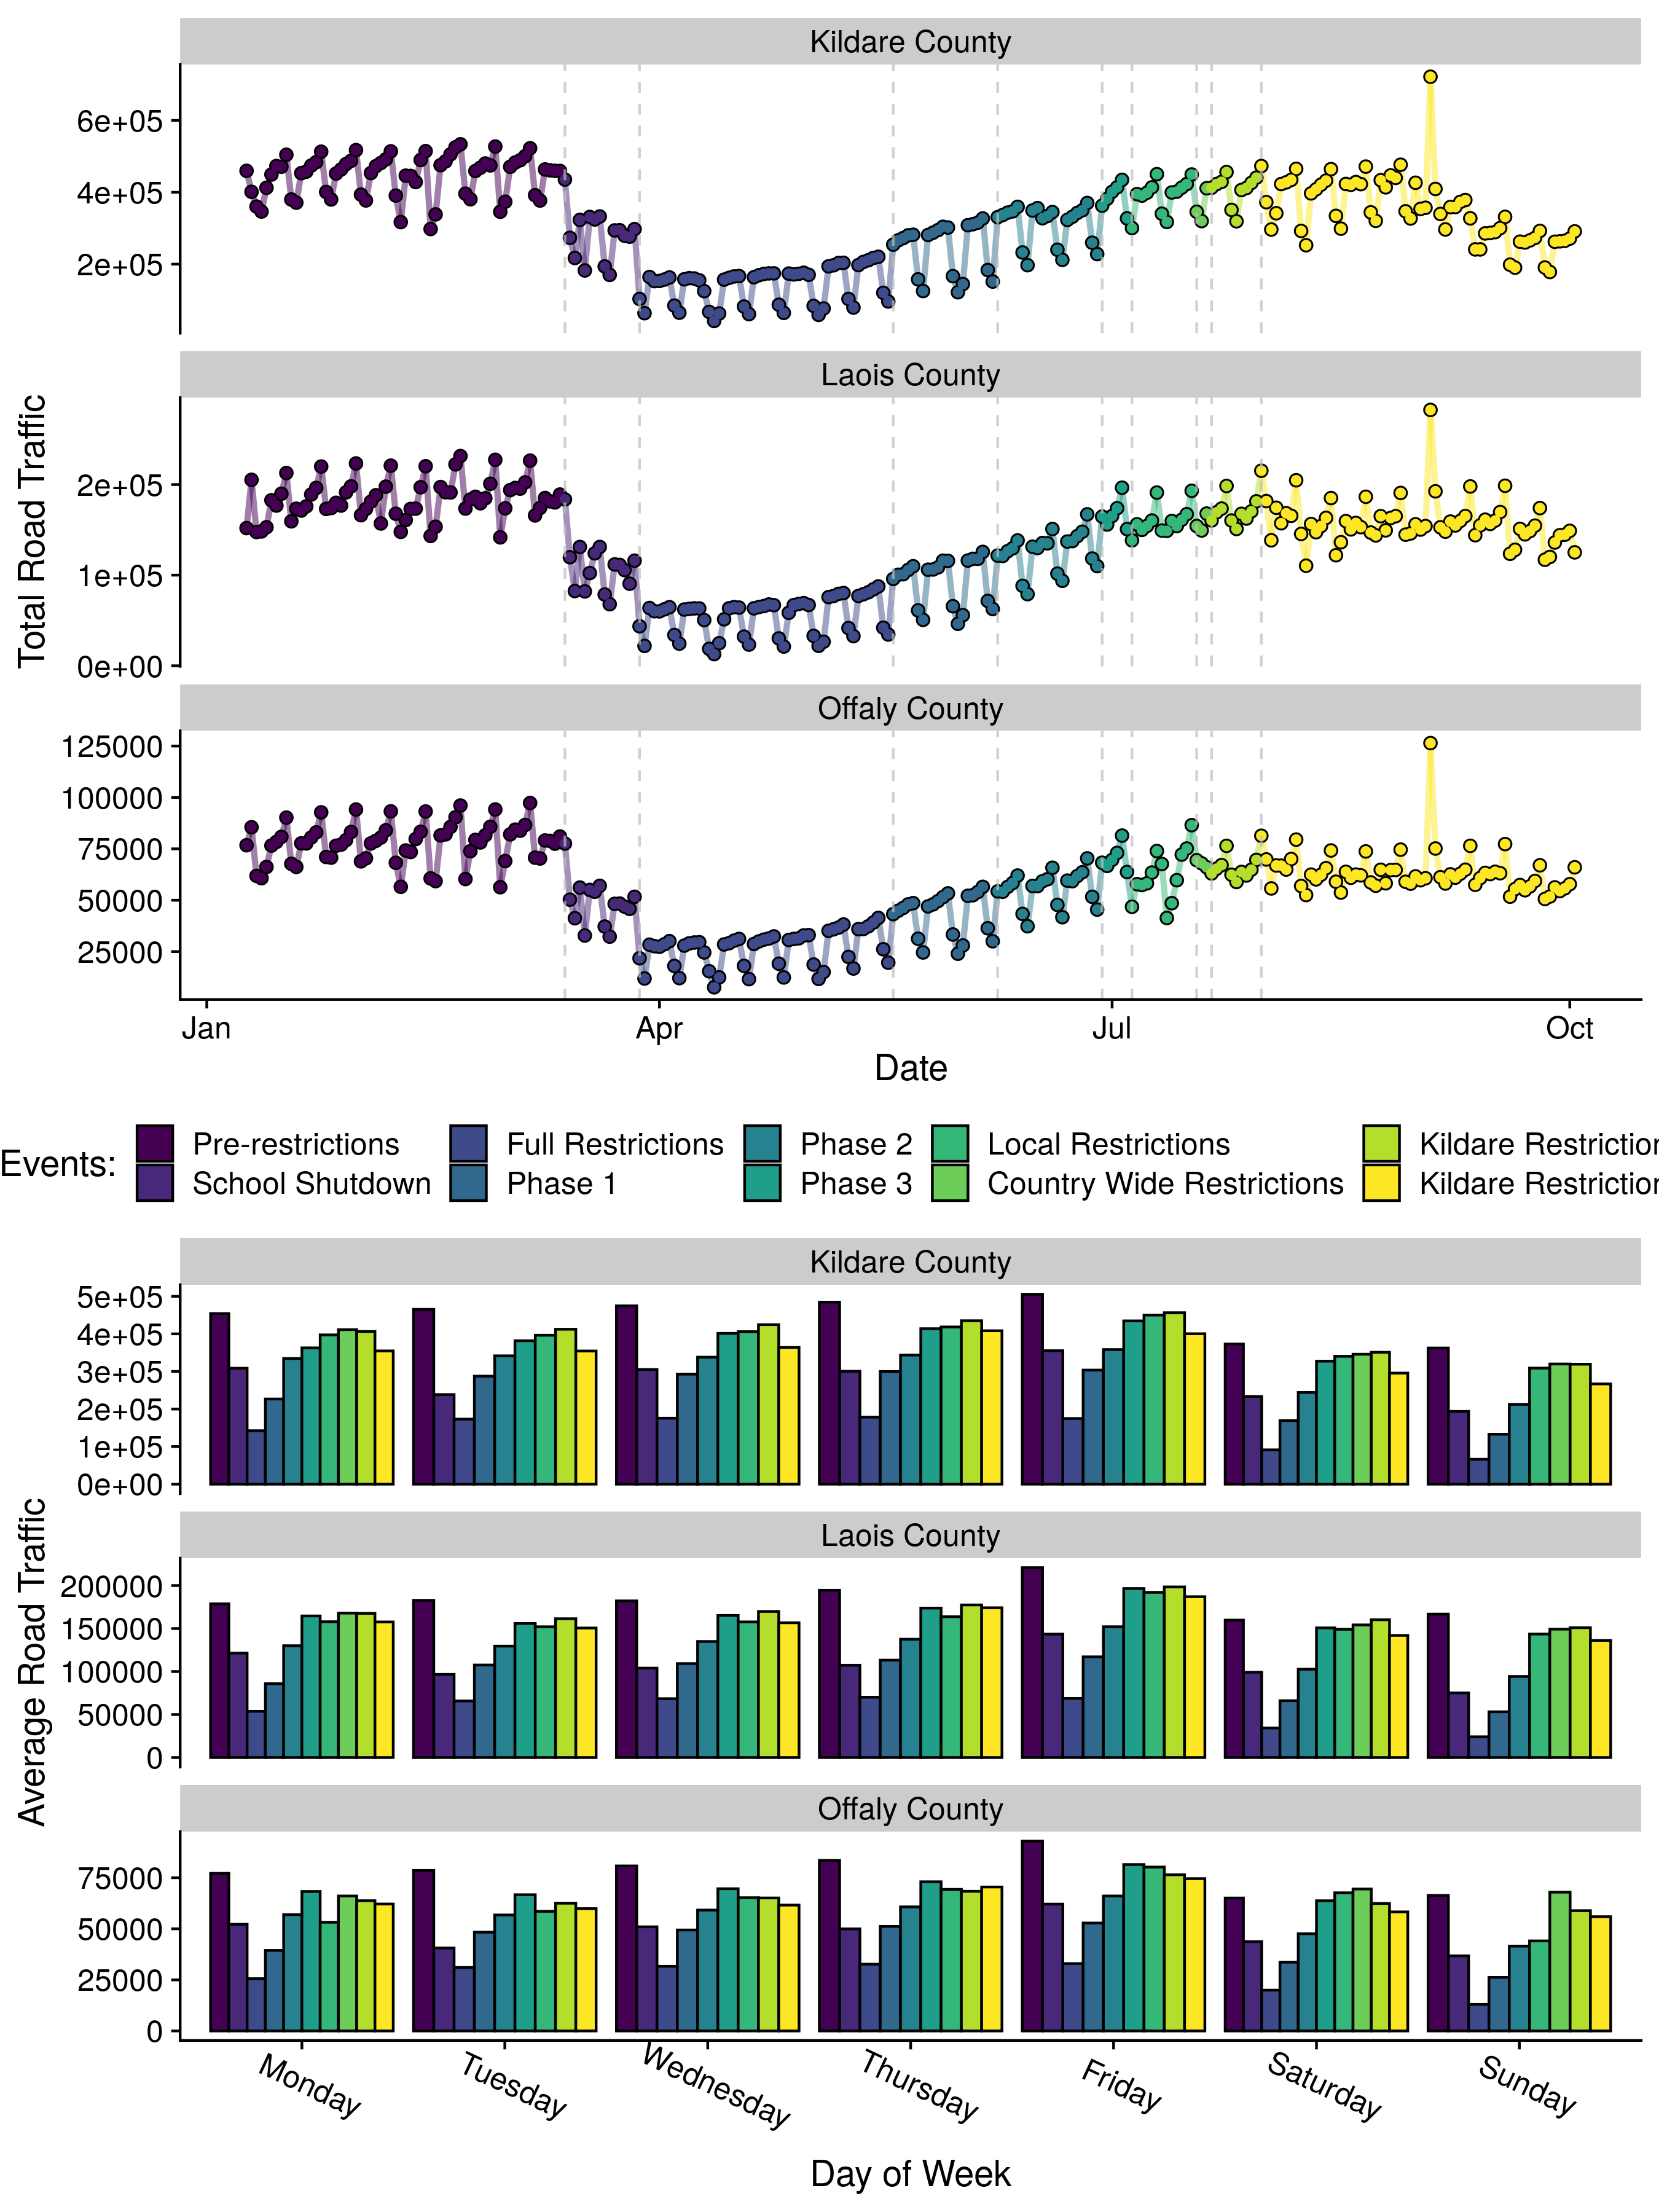 Kildare County
6e+05
4e+05
2e+05
Laois County
2e+05
1e+05
0e+00
Total Road Traffic
Offaly County
125000
100000
75000
50000
25000
Jan Apr Jul Oct
Date
Events:
Pre-restrictions Full Restrictions Phase 2 Local Restrictions Kildare Restriction
School Shutdown Phase 1 Phase 3 Country Wide Restrictions Kildare Restriction
Kildare County
5e+05
4e+05
3e+05
2e+05
1e+05
0e+00
Laois County
200000
150000
100000
50000
0
Average Road Traffic
Offaly County
75000
50000
25000
0
Monday Tuesday Wednesday Thursday Friday Saturday Sunday
Day of Week